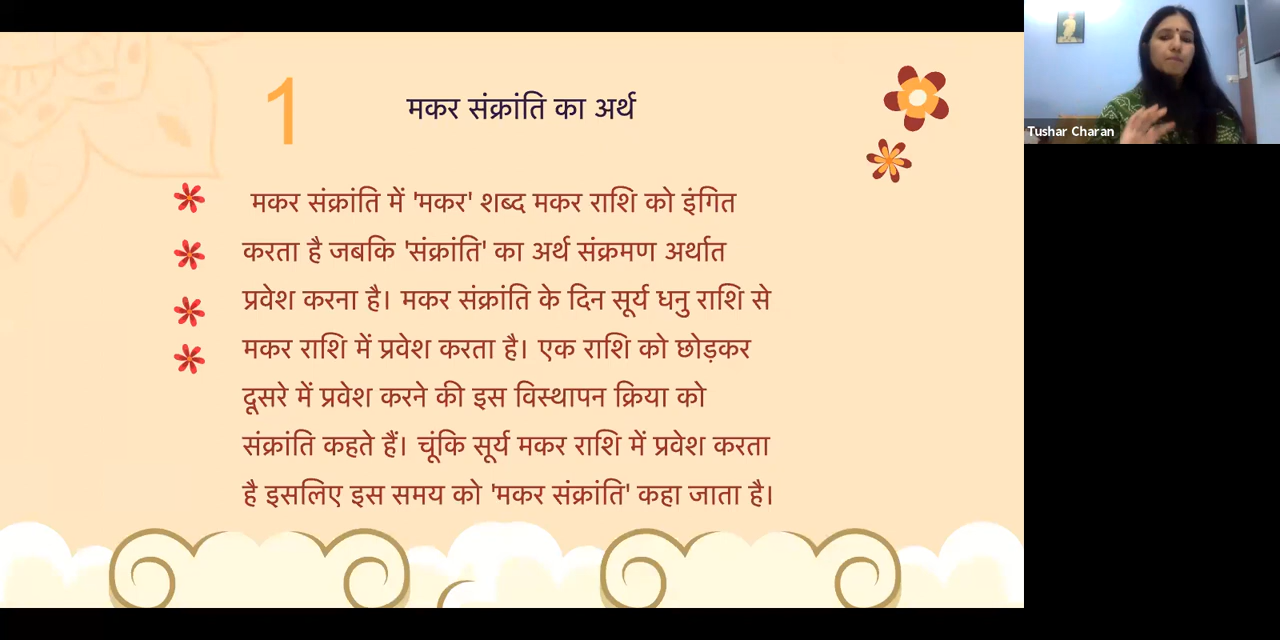 1
मकर संक्रांति का अर्थ
मकर संक्रांति में 'मकर' शब्द मकर राशि को इंगित
करता है जबकि 'संक्रांति' का अर्थ संक्रमण अर्थात
प्रवेश करना है। मकर संक्रांति के दिन सूर्य धनु राशि से
मकर राशि में प्रवेश करता है। एक राशि को छोड़कर
दूसरे में प्रवेश करने की इस विस्थापन क्रिया को
संक्रांति कहते हैं। चूंकि सूर्य मकर राशि में प्रवेश करता
है इसलिए इस समय को 'मकर संक्रांति' कहा जाता है।
Tushar Charan